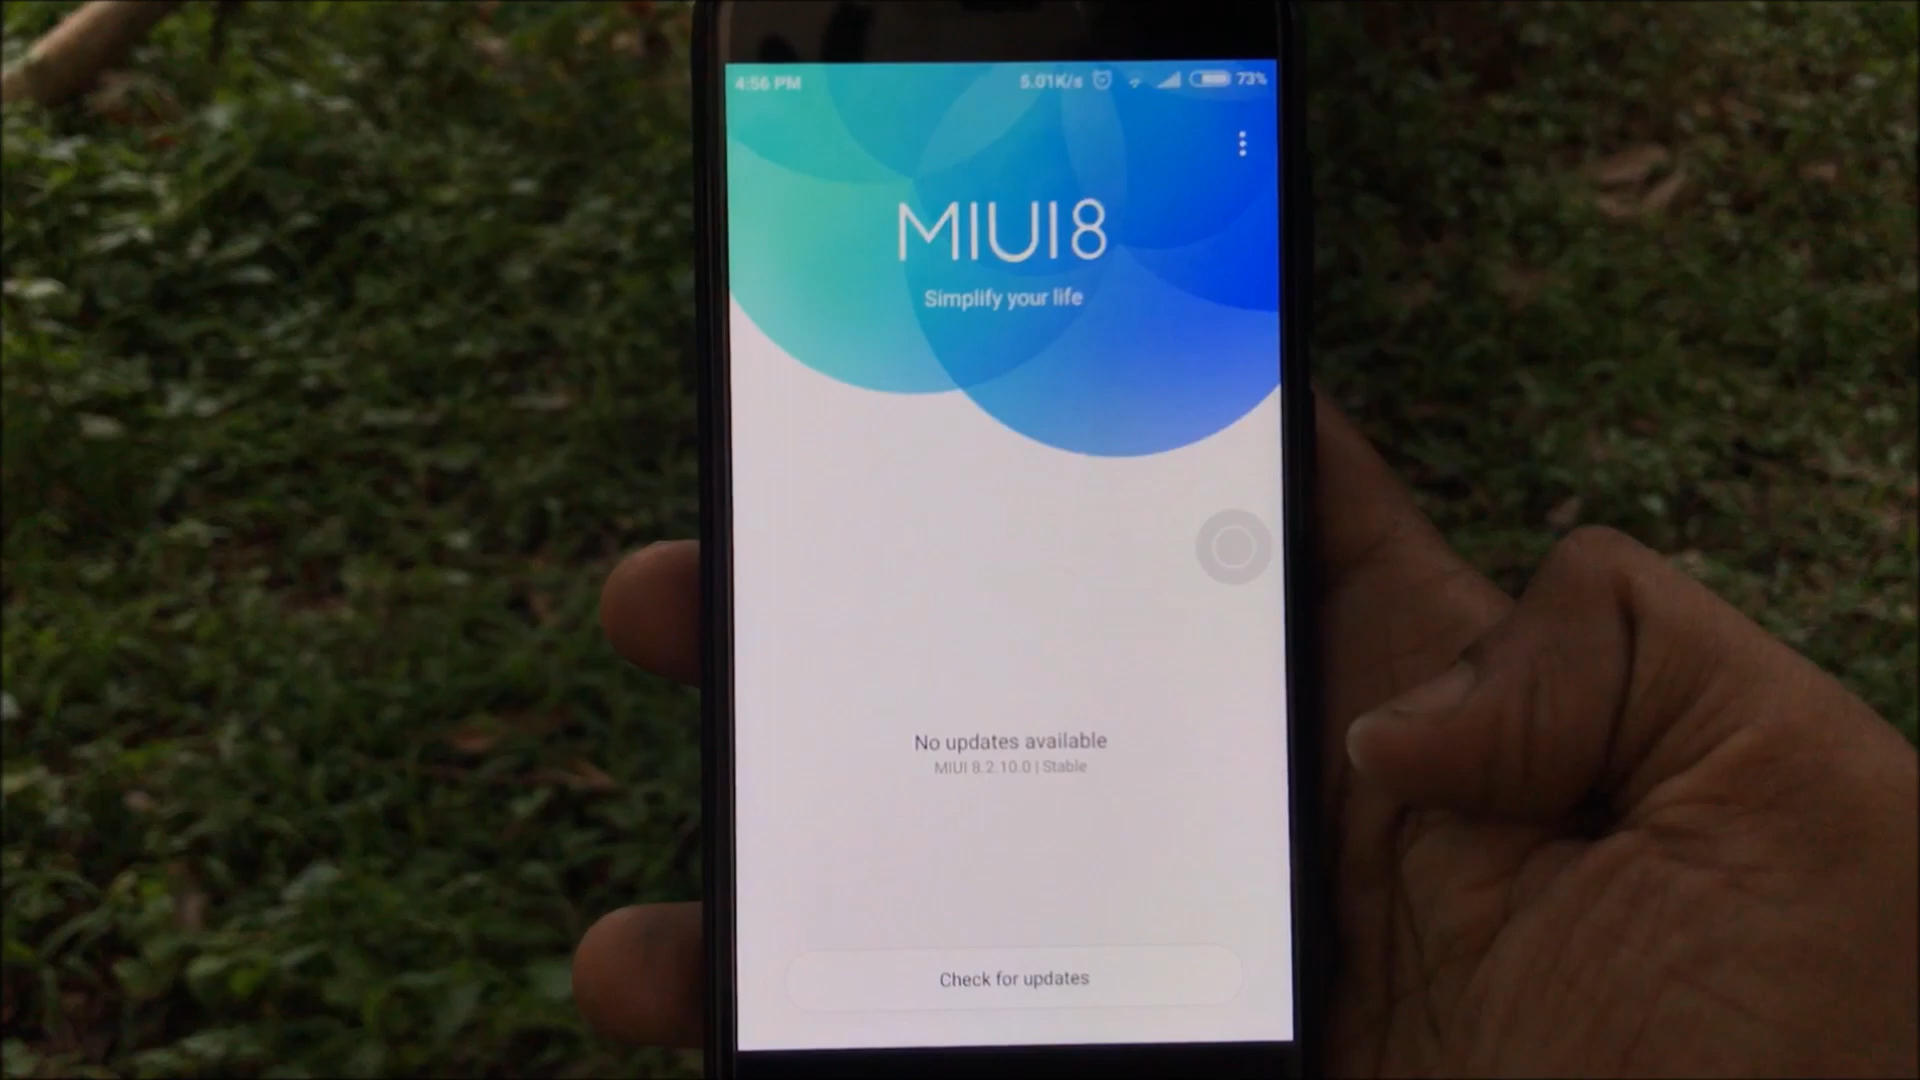 4:56 PM 5.01K/s 73%
MIUI8
Simplify your life
No updates available
MIUI 8.2.10.0 | Stable
Check for updates